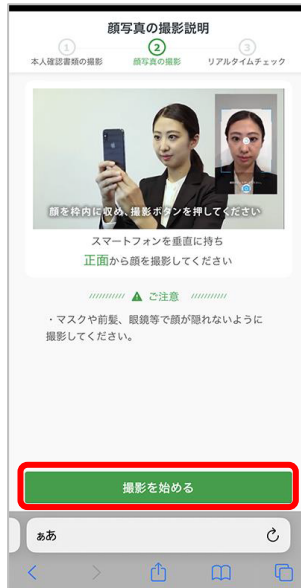 顔写真の撮影説明
1
2
3
本人確認書類の撮影
顔写真の撮影
リアルタイムチェック
顔を枠内に収め、撮影ボタンを押してください
スマートフォンを垂直に持ち
正面から顔を撮影してください
ご注意
・マスクや前髪、眼鏡等で顔が隠れないように
撮影してください。
撮影を始める
ぁあ